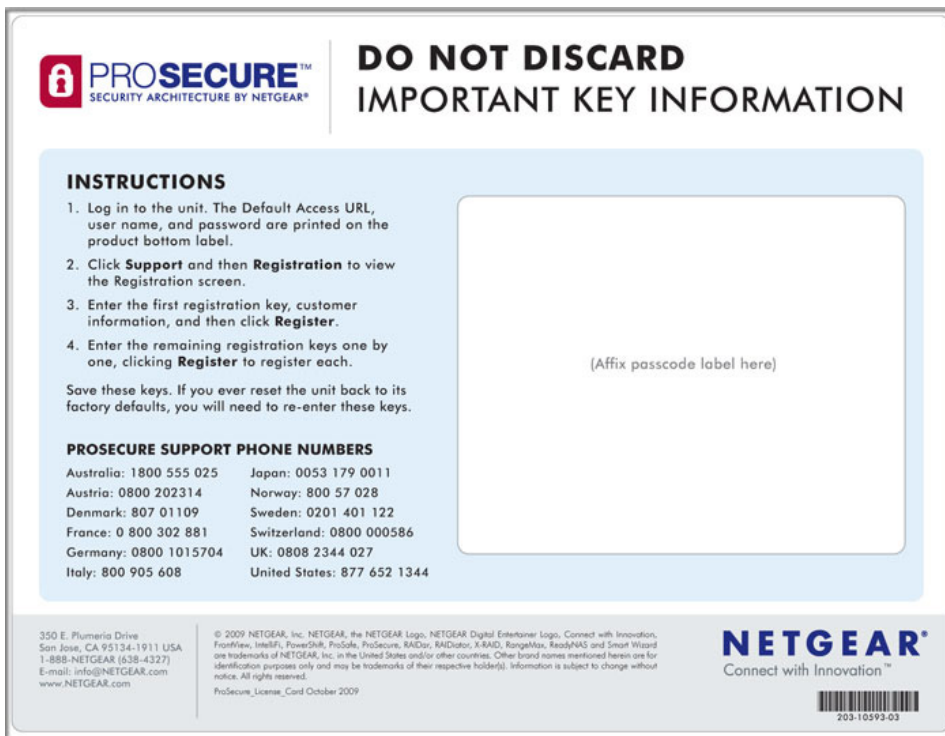 PROSECURE™
SECURITY ARCHITECTURE BY NETGEAR®
DO NOT DISCARD
IMPORTANT KEY INFORMATION
INSTRUCTIONS
1. Log in to the unit. The Default Access URL,
user name, and password are printed on the
product bottom label.
2. Click Support and then Registration to view
the Registration screen.
3. Enter the first registration key, customer
information, and then click Register.
4. Enter the remaining registration keys one by
one, clicking Register to register each.
Save these keys. If you ever reset the unit back to its
factory defaults, you will need to re-enter these keys.
(Affix passcode label here)
PROSECURE SUPPORT PHONE NUMBERS
Australia: 1800 555 025
Austria: 0800 202314
Denmark: 807 01109
France: 0 800 302 881
Germany: 0800 1015704
Italy: 800 905 608
Japan: 0053 179 0011
Norway: 800 57 028
Sweden: 0201 401 122
Switzerland: 0800 000586
UK: 0808 2344 027
United States: 877 652 1344
350 E. Plumeria Drive
San Jose, CA 95134-1911 USA
1-888-NETGEAR (638-4327)
E-mail: info@NETGEAR.com
www.NETGEAR.com
© 2009 NETGEAR, Inc. NETGEAR, the NETGEAR Logo, NETGEAR Digital Entertainer Logo, Connect with Innovation,
FrontView, IntelliFi, PowerShift, ProSafe, ProSecure, RAIDar, RAIDiator, X-RAID, RangeMax, ReadyNAS and Smart Wizard
are trademarks of NETGEAR, Inc. in the United States and/or other countries. Other brand names mentioned herein are for
identification purposes only and may be trademarks of their respective holder(s). Information is subject to change without
notice. All rights reserved.
ProSecure_License_Card October 2009
NETGEAR®
Connect with Innovation™
203-10593-03